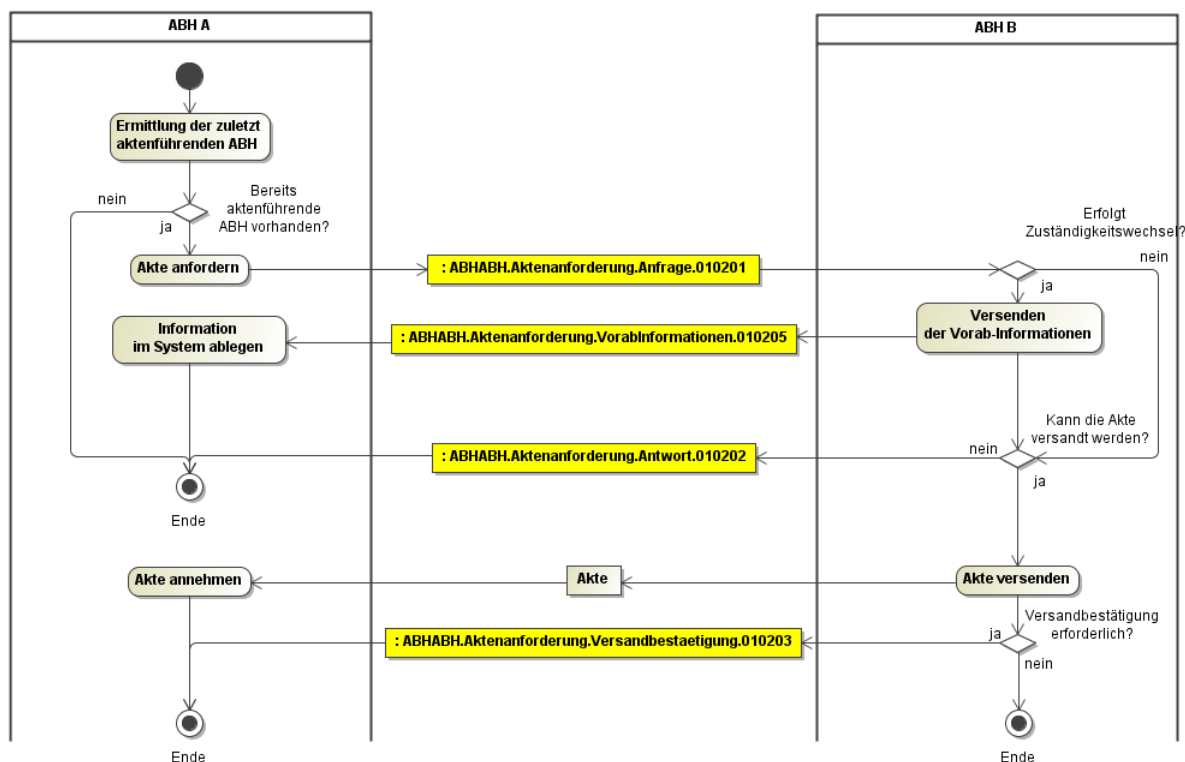 ABH A
ABH B
Ermittlung der zuletzt
aktenführenden ABH
nein
Bereits
aktenführende
ABH vorhanden?
ja
Erfolgt
Zuständigkeitswechsel?
Akte anfordern
: ABHABH.Aktenanforderung.Anfrage.010201
nein
ja
Information
im System ablegen
: ABHABH.Aktenanforderung.VorabInformationen.010205
Versenden
der Vorab-Informationen
Kann die Akte
versandt werden?
: ABHABH.Aktenanforderung.Antwort.010202
nein
ja
Ende
Akte annehmen
Akte
Akte versenden
Versandbestätigung
erforderlich?
: ABHABH.Aktenanforderung.Versandbestaetigung.010203
ja
nein
Ende
Ende